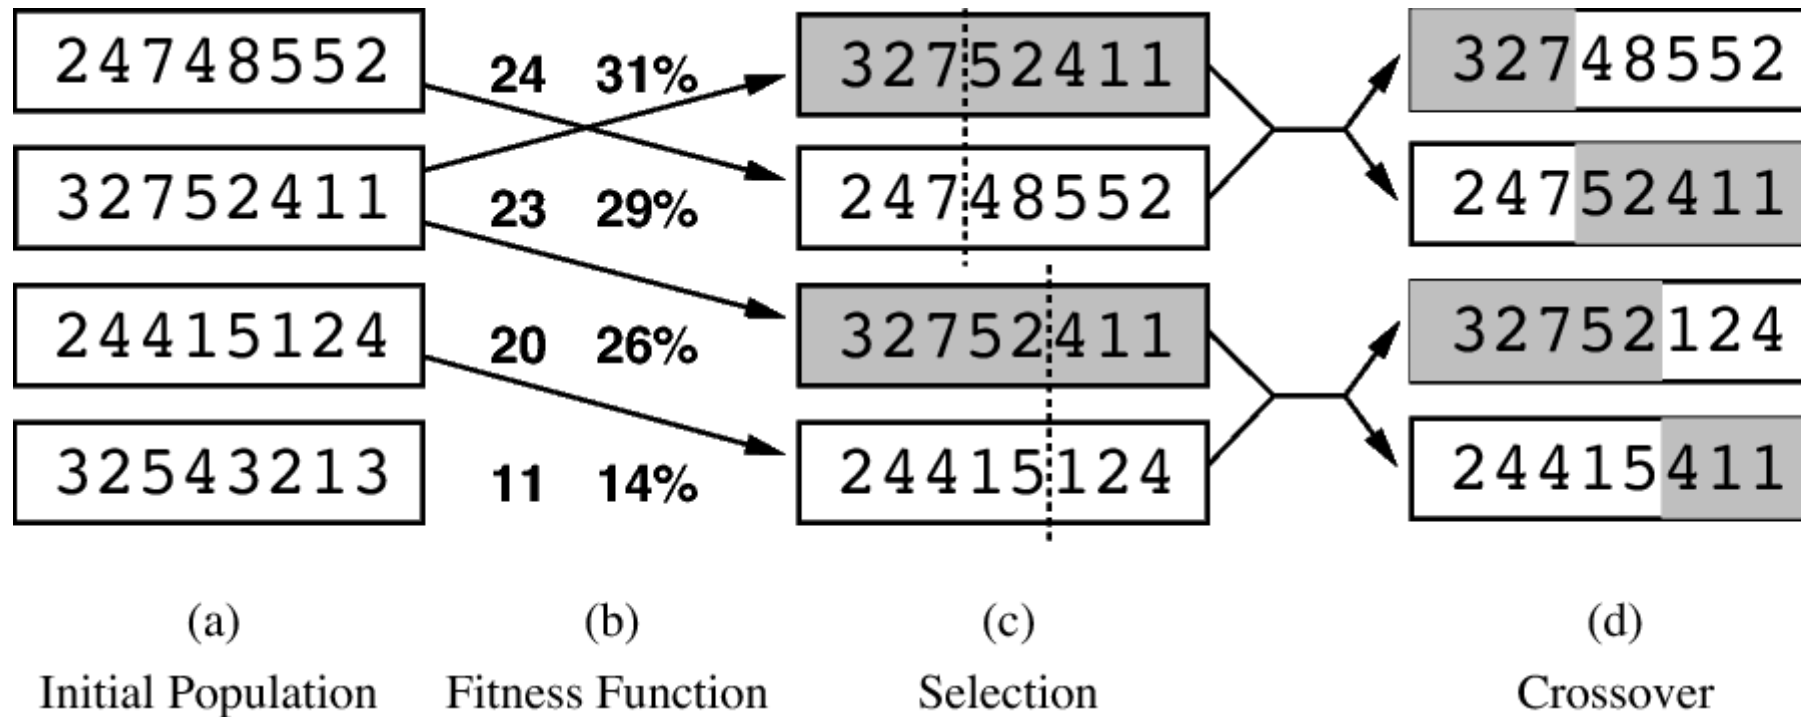 24748552 24 31% 32752411 32748552
32752411 23 29% 24748552 24752411
24415124 20 26% 32752411 32752124
32543213 11 14% 24415124 24415411
(a) (b) (c) (d)
Initial Population Fitness Function Selection Crossover